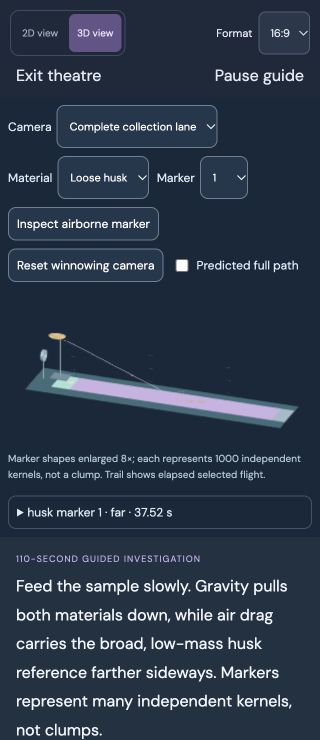 2D view 3D view Format 16:9
Exit theatre Pause guide
Camera Complete collection lane
Material Loose husk Marker 1
Inspect airborne marker
Reset winnowing camera Predicted full path
Marker shapes enlarged 8×; each represents 1000 independent
kernels, not a clump. Trail shows elapsed selected flight.
husk marker 1 · far · 37.52 s
110-SECOND GUIDED INVESTIGATION
Feed the sample slowly. Gravity pulls
both materials down, while air drag
carries the broad, low-mass husk
reference farther sideways. Markers
represent many independent kernels,
not clumps.